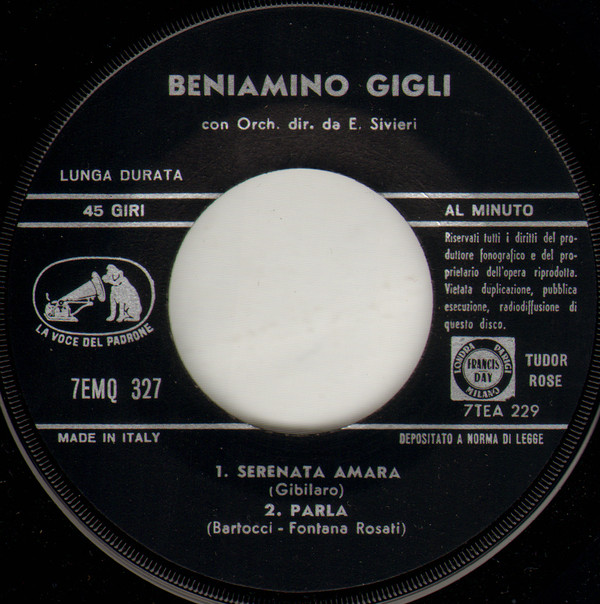 BENIAMINO GIGLI
con Orch. dir. da E. Sivieri
LUNGA DURATA
45 GIRI
AL MINUTO
Riservati tutti i diritti del pro-
duttore fonografico e del pro-
prietario dell'opera riprodotta.
Vietata duplicazione, pubblica
esecuzione, radiodiffusione di
questo disco.
LA VOCE DEL PADRONE
7EMQ 327
LONDRA PARIGI
MILANO
FRANCIS
DAY
TUDOR
ROSE
7TEA 229
MADE IN ITALY
DEPOSITATO A NORMA DI LEGGE
1. SERENATA AMARA
(Gibilaro)
2. PARLA
(Bartocci - Fontana Rosati)